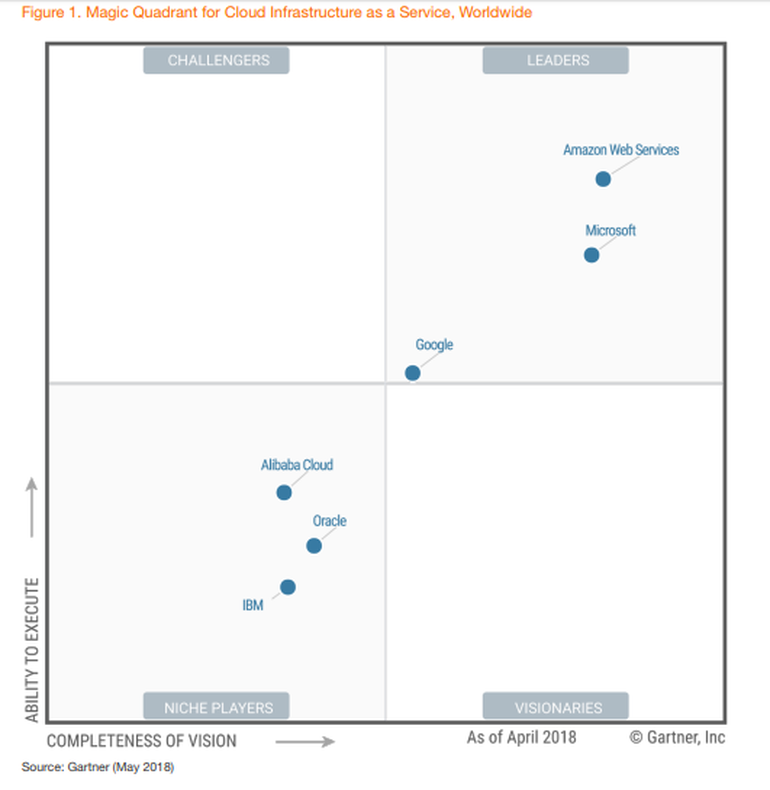 Figure 1. Magic Quadrant for Cloud Infrastructure as a Service, Worldwide
CHALLENGERS
LEADERS
Amazon Web Services
Microsoft
Google
Alibaba Cloud
Oracle
IBM
ABILITY TO EXECUTE
NICHE PLAYERS
VISIONARIES
COMPLETENESS OF VISION
As of April 2018
© Gartner, Inc
Source: Gartner (May 2018)